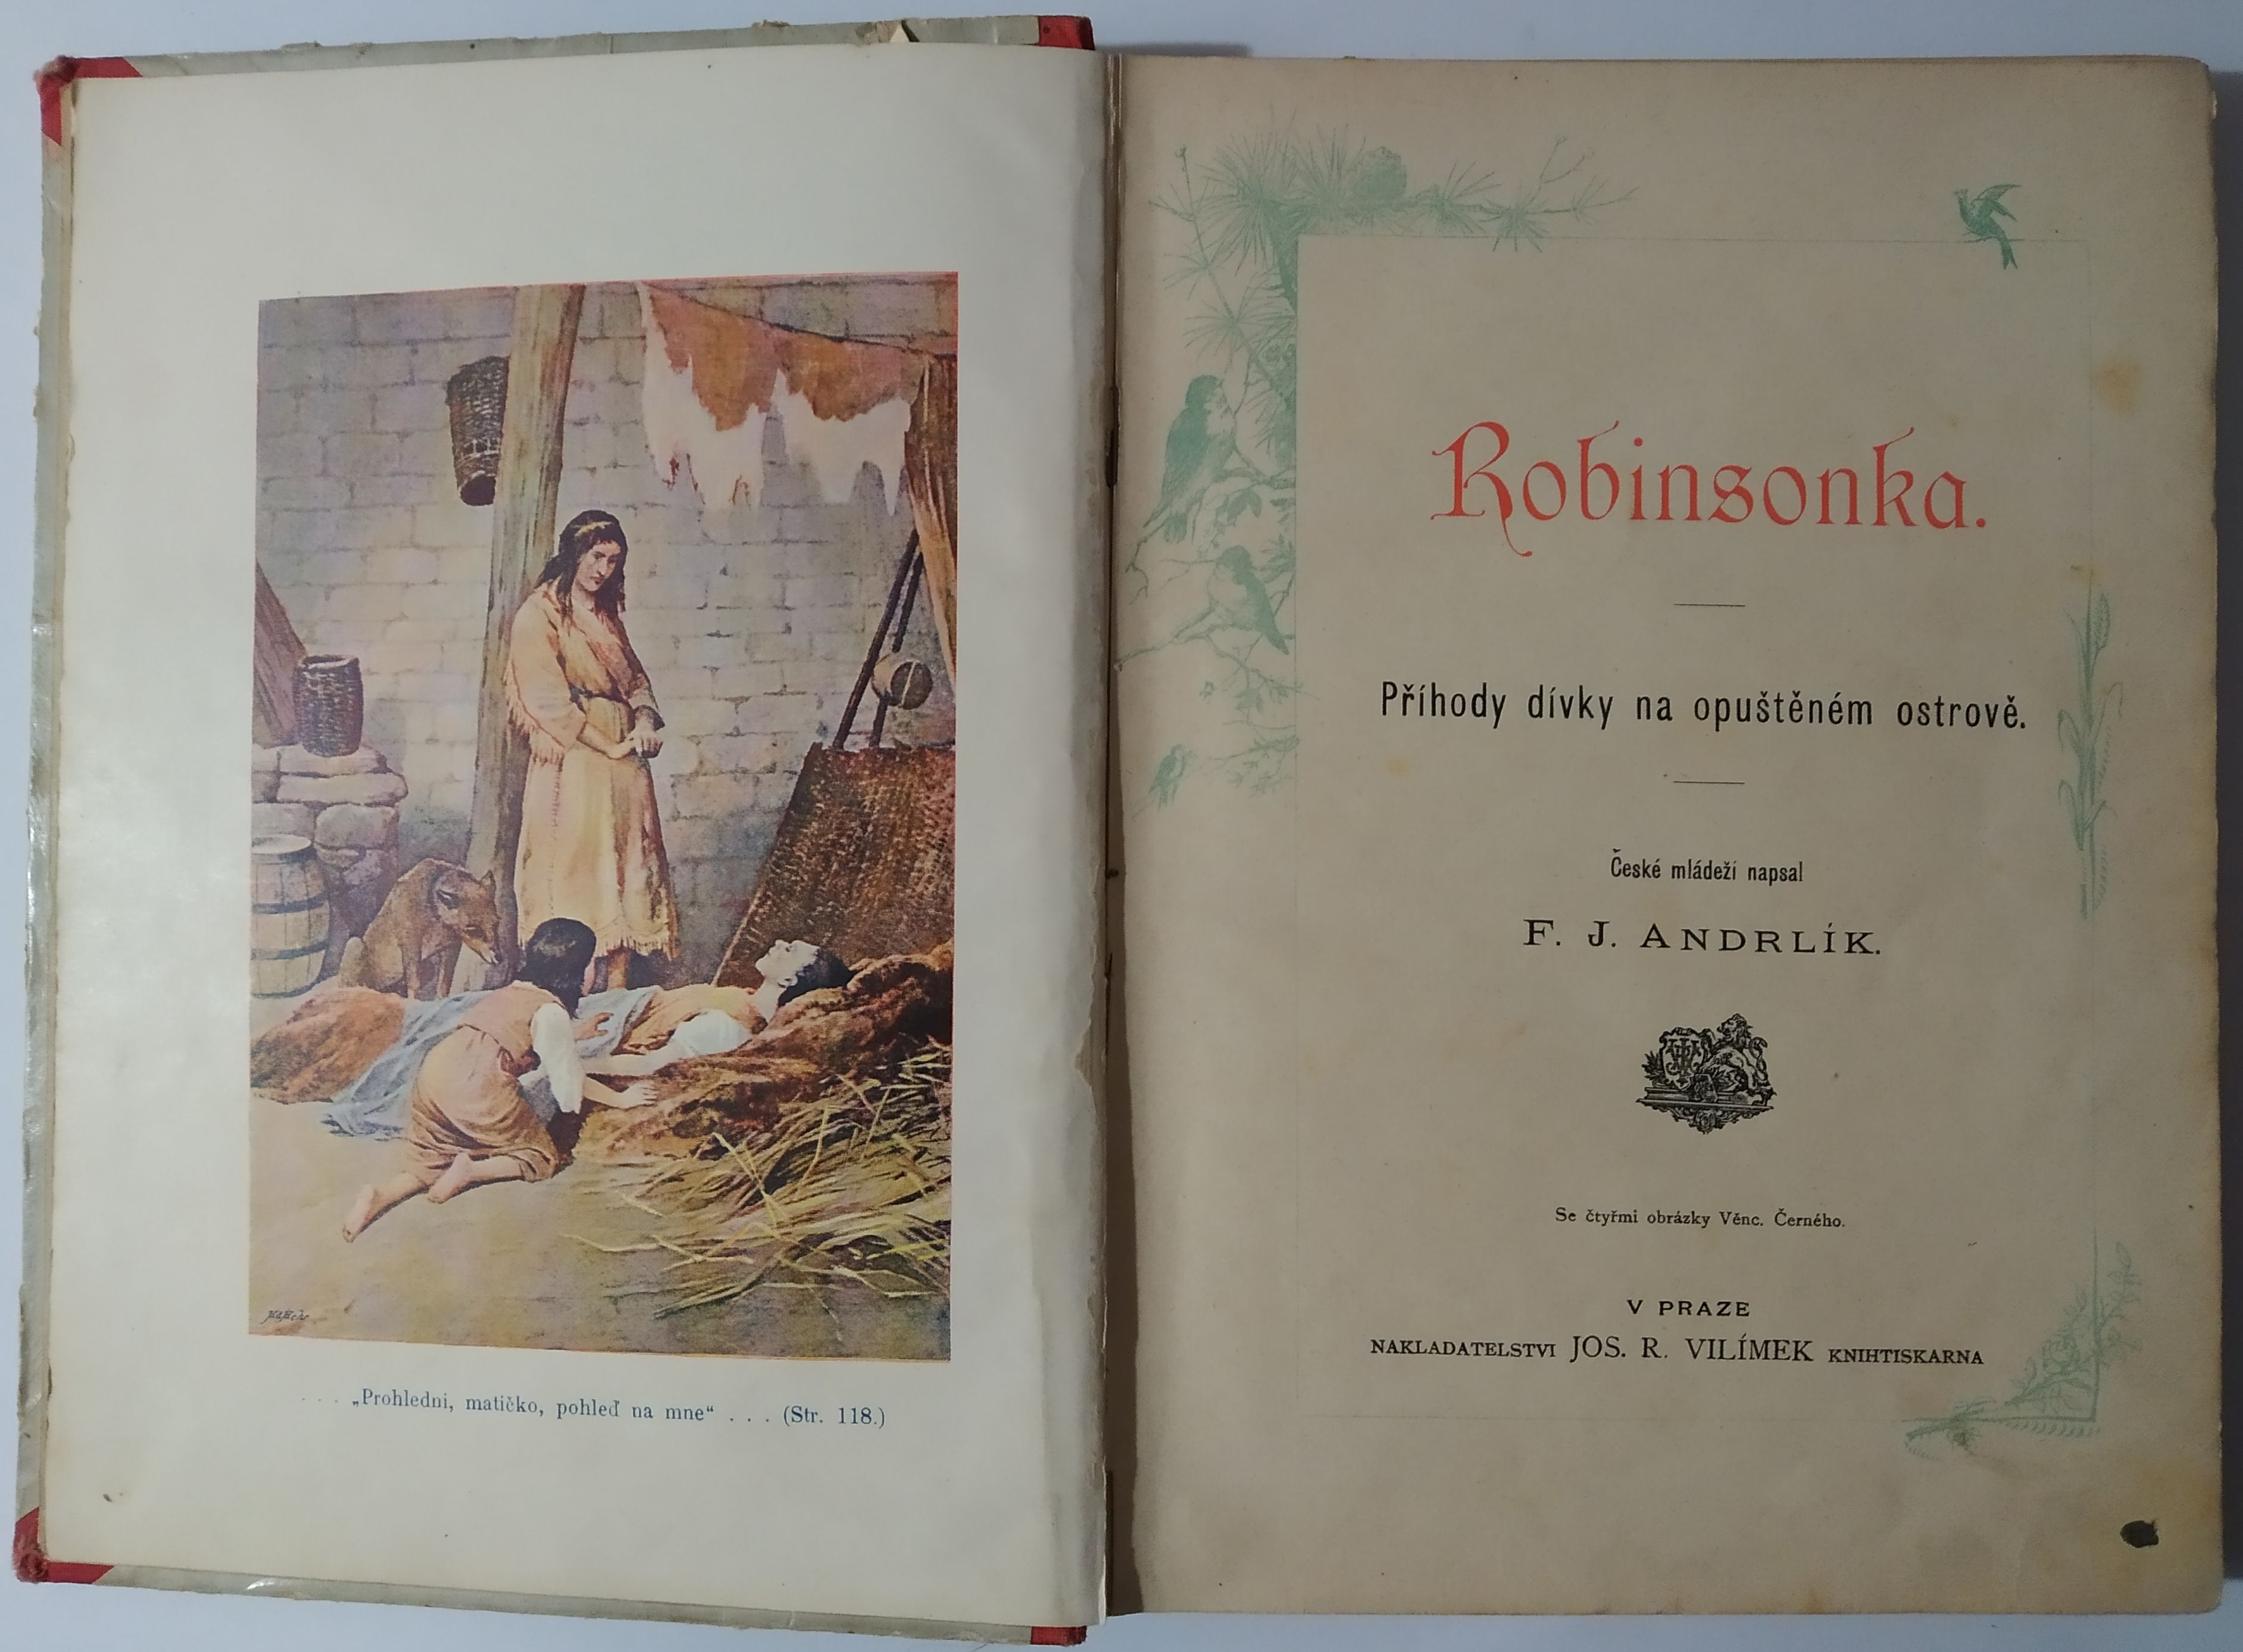 . . . „Prohledni, matičko, pohleď na mne“ . . . (Str. 118.)
Robinsonka.
Příhody dívky na opuštěném ostrově.
České mládeží napsal
F. J. ANDRLÍK.
Se čtyřmi obrázky Věnc. Černého.
V PRAZE
NAKLADATELSTVI JOS. R. VILÍMEK KNIHTISKARNA